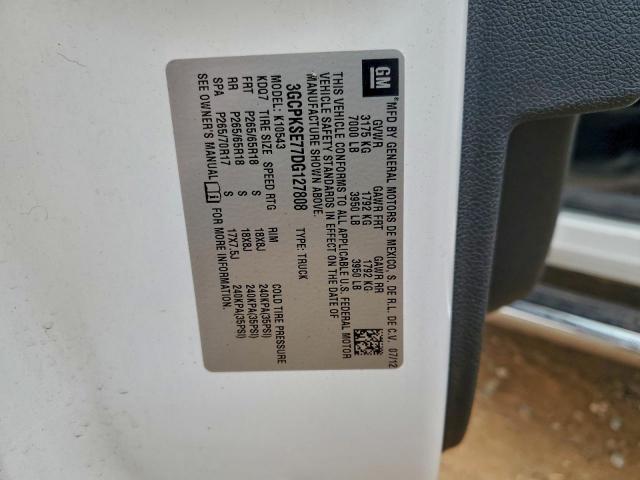 GM
MFD BY GENERAL MOTORS DE MEXICO, S. DE R.L. DE C.V. 07/12
GVWR GAWR FRT GAWR RR
3175 KG 1792 KG 1792 KG
7000 LB 3950 LB 3950 LB
THIS VEHICLE CONFORMS TO ALL APPLICABLE U.S. FEDERAL MOTOR
VEHICLE SAFETY STANDARDS IN EFFECT ON THE DATE OF
MANUFACTURE SHOWN ABOVE.
3GCPKSE77DG127808 TYPE: TRUCK
MODEL: K10543
KDQ7 TIRE SIZE SPEED RTG RIM COLD TIRE PRESSURE
FRT P265/65R18 S 18X8J 240KPA(35PSI)
RR P265/65R18 S 18X8J 240KPA(35PSI)
SPA P265/70R17 S 17X7.5J 240KPA(35PSI)
SEE OWNER'S MANUAL FOR MORE INFORMATION.